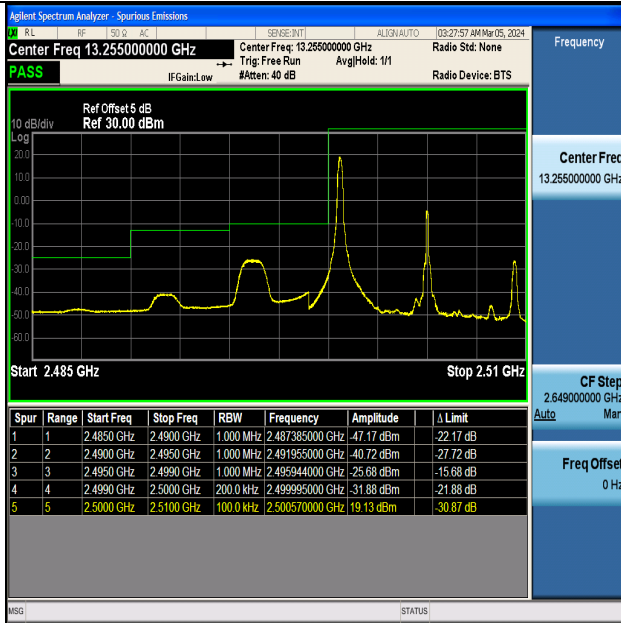 Agilent Spectrum Analyzer - Spurious Emissions
RL RF 50 Ω AC SENSE:INT ALIGN AUTO 03:27:57 AM Mar 05, 2024
Center Freq 13.255000000 GHz
Center Freq: 13.255000000 GHz
Radio Std: None
Trig: Free Run Avg|Hold: 1/1
PASS
IFGain:Low
#Atten: 40 dB
Radio Device: BTS
Frequency
Ref Offset 5 dB
10 dB/div Ref 30.00 dBm
Log
20.0
10.0
0.00
-10.0
-20.0
-30.0
-40.0
-50.0
-60.0
Start 2.485 GHz Stop 2.51 GHz
Spur Range Start Freq Stop Freq RBW Frequency Amplitude Δ Limit
1 1 2.4850 GHz 2.4900 GHz 1.000 MHz 2.487385000 GHz -47.17 dBm -22.17 dB
2 2 2.4900 GHz 2.4950 GHz 1.000 MHz 2.491955000 GHz -40.72 dBm -27.72 dB
3 3 2.4950 GHz 2.4990 GHz 1.000 MHz 2.495944000 GHz -25.68 dBm -15.68 dB
4 4 2.4990 GHz 2.5000 GHz 200.0 kHz 2.499995000 GHz -31.88 dBm -21.88 dB
5 5 2.5000 GHz 2.5100 GHz 100.0 kHz 2.500570000 GHz 19.13 dBm -30.87 dB
Center Freq
13.255000000 GHz
CF Step
2.649000000 GHz
Auto Man
Freq Offset
0 Hz
MSG STATUS